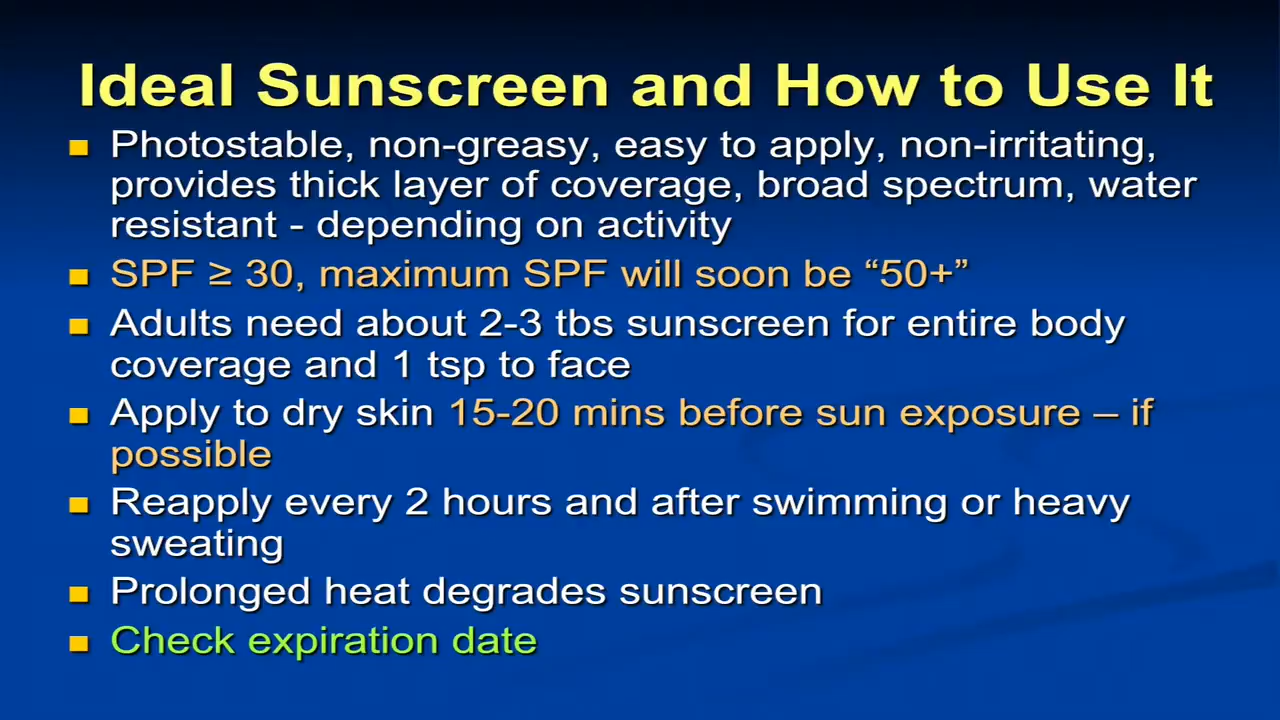 Ideal Sunscreen and How to Use It
Photostable, non-greasy, easy to apply, non-irritating,
provides thick layer of coverage, broad spectrum, water
resistant - depending on activity
SPF ≥ 30, maximum SPF will soon be “50+”
Adults need about 2-3 tbs sunscreen for entire body
coverage and 1 tsp to face
Apply to dry skin 15-20 mins before sun exposure – if
possible
Reapply every 2 hours and after swimming or heavy
sweating
Prolonged heat degrades sunscreen
Check expiration date